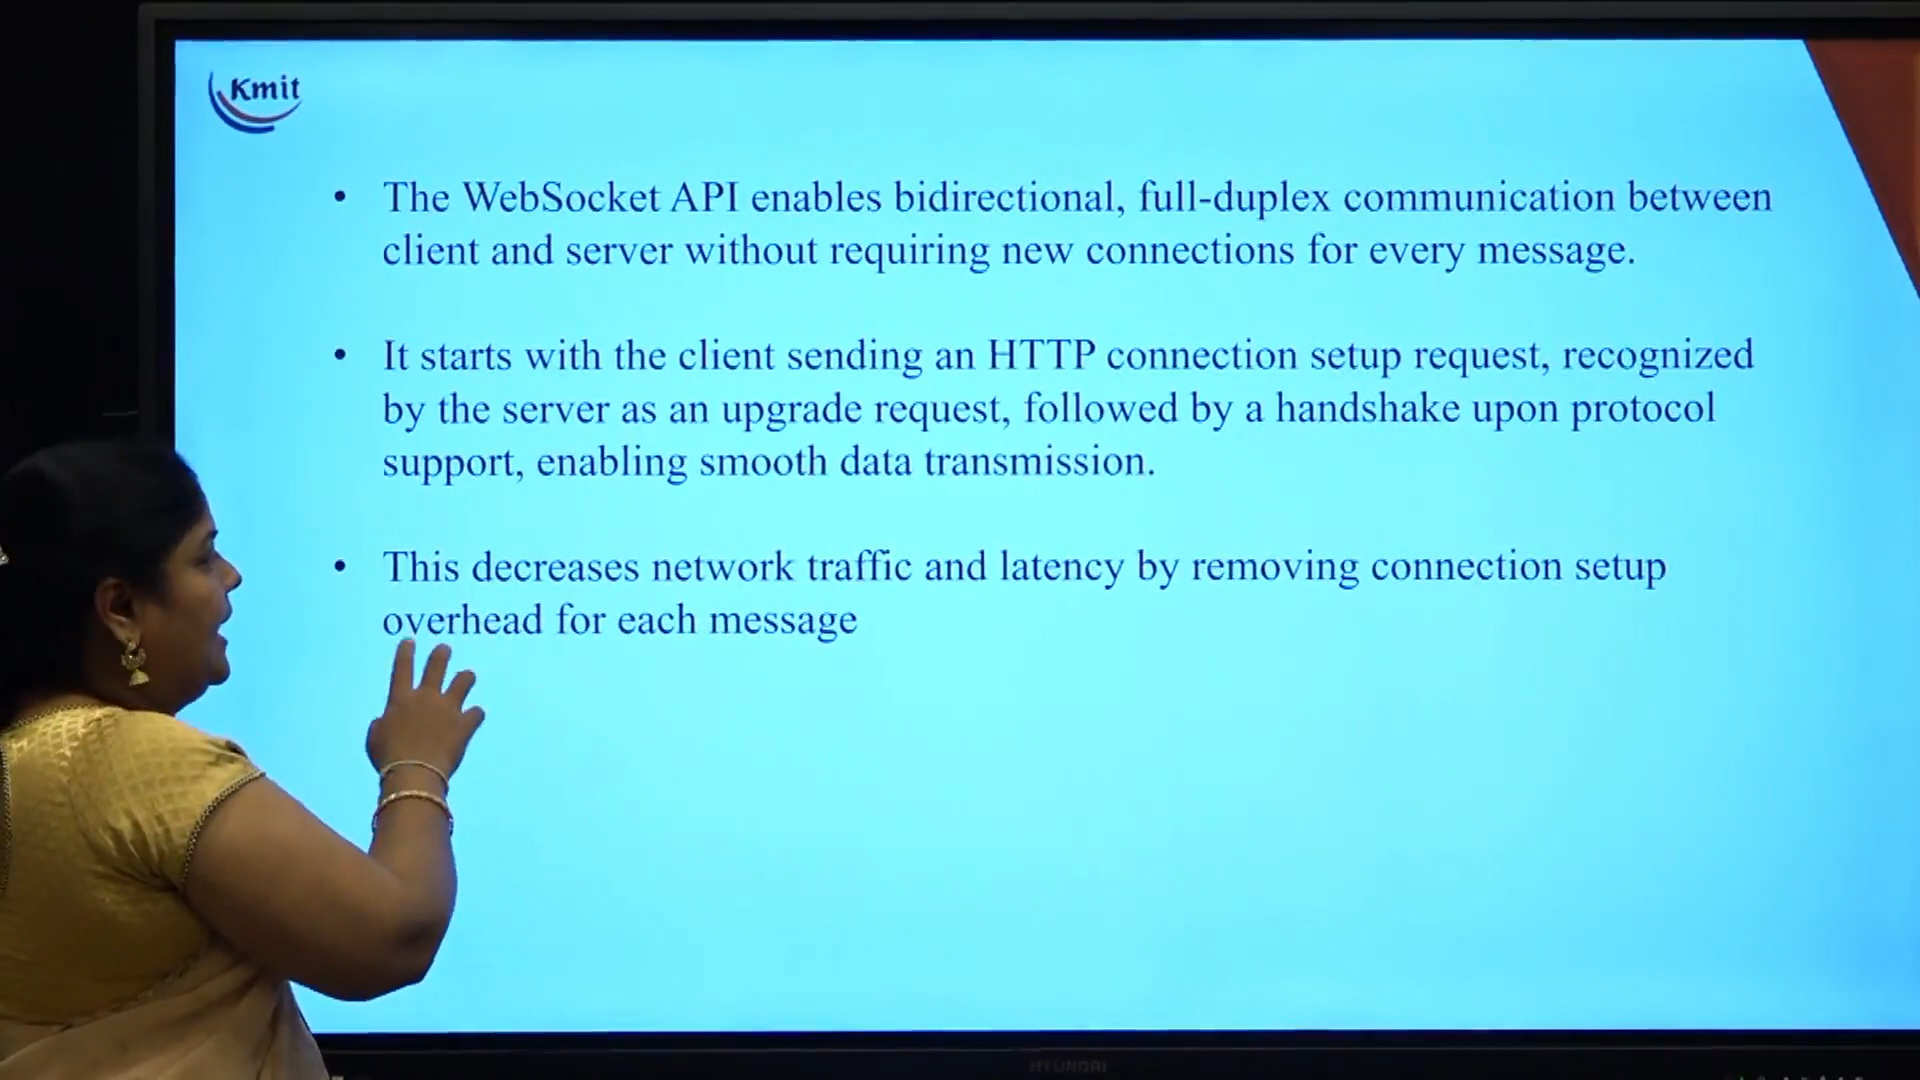 Kmit
• The WebSocket API enables bidirectional, full-duplex communication between
client and server without requiring new connections for every message.
• It starts with the client sending an HTTP connection setup request, recognized
by the server as an upgrade request, followed by a handshake upon protocol
support, enabling smooth data transmission.
• This decreases network traffic and latency by removing connection setup
overhead for each message
HYUNDAI